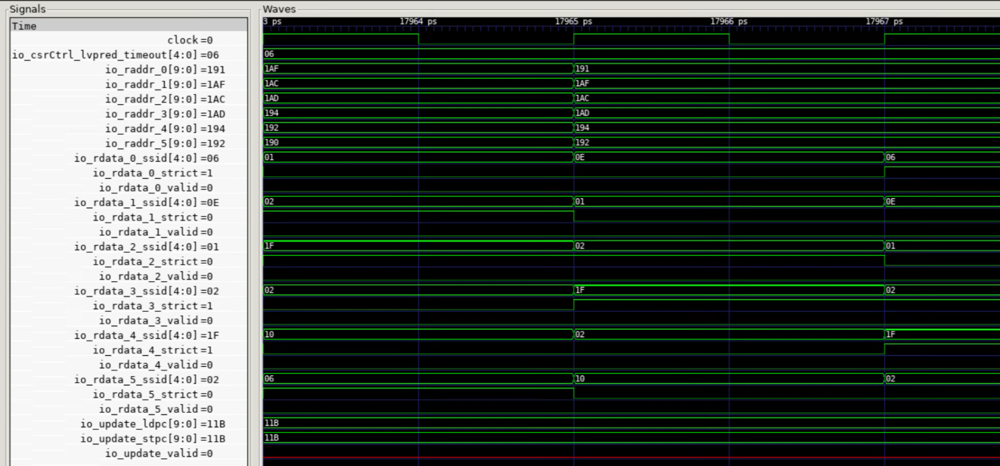 Signals
Waves
Time
3 ps 17964 ps 17965 ps 17966 ps 17967 ps
clock=0
io_csrCtrl_lvpred_timeout[4:0]=06 06
io_raddr_0[9:0]=191 1AF 191
io_raddr_1[9:0]=1AF 1AC 1AF
io_raddr_2[9:0]=1AC 1AD 1AC
io_raddr_3[9:0]=1AD 194 1AD
io_raddr_4[9:0]=194 192 194
io_raddr_5[9:0]=192 190 192
io_rdata_0_ssid[4:0]=06 01 0E 06
io_rdata_0_strict=1
io_rdata_0_valid=0
io_rdata_1_ssid[4:0]=0E 02 01 0E
io_rdata_1_strict=0
io_rdata_1_valid=0
io_rdata_2_ssid[4:0]=01 1F 02 01
io_rdata_2_strict=0
io_rdata_2_valid=0
io_rdata_3_ssid[4:0]=02 02 1F 02
io_rdata_3_strict=1
io_rdata_3_valid=0
io_rdata_4_ssid[4:0]=1F 10 02 1F
io_rdata_4_strict=1
io_rdata_4_valid=0
io_rdata_5_ssid[4:0]=02 06 10 02
io_rdata_5_strict=0
io_rdata_5_valid=0
io_update_ldpc[9:0]=11B 11B
io_update_stpc[9:0]=11B 11B
io_update_valid=0